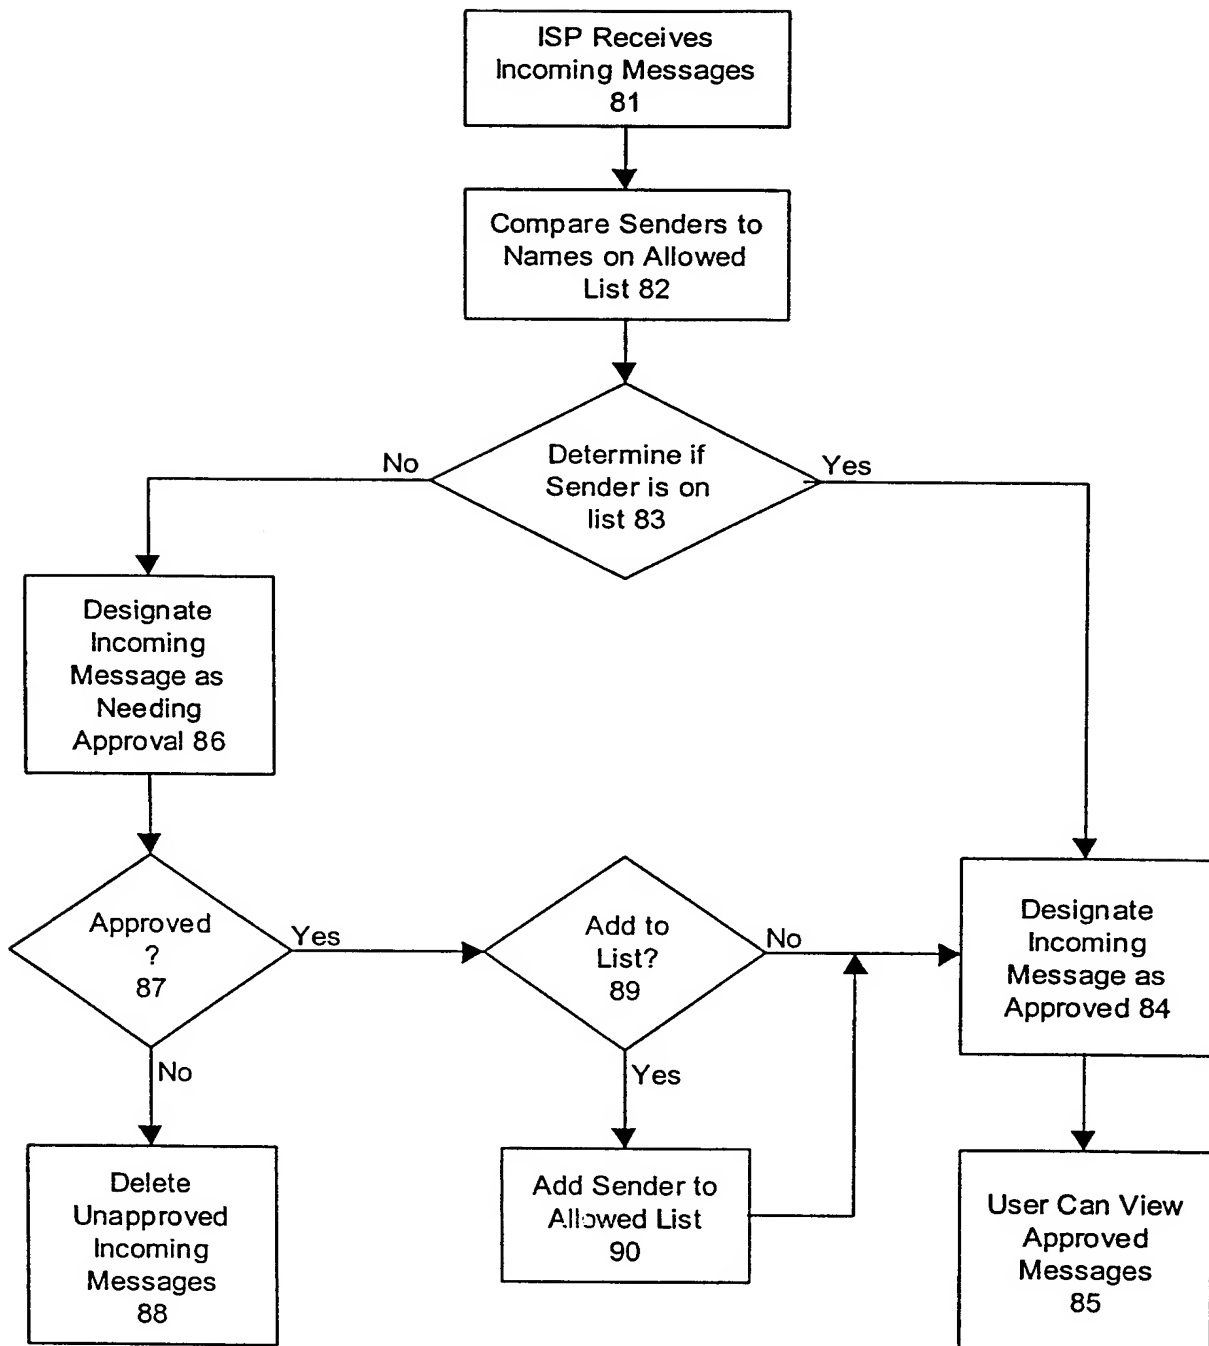 ISP Receives
Incoming Messages
81
Compare Senders to
Names on Allowed
List 82
Determine if
Sender is on
list 83
No
Yes
Designate
Incoming
Message as
Needing
Approval 86
Approved
?
87
Yes
No
Add to
List?
89
No
Yes
Designate
Incoming
Message as
Approved 84
Delete
Unapproved
Incoming
Messages
88
Add Sender to
Allowed List
90
User Can View
Approved
Messages
85